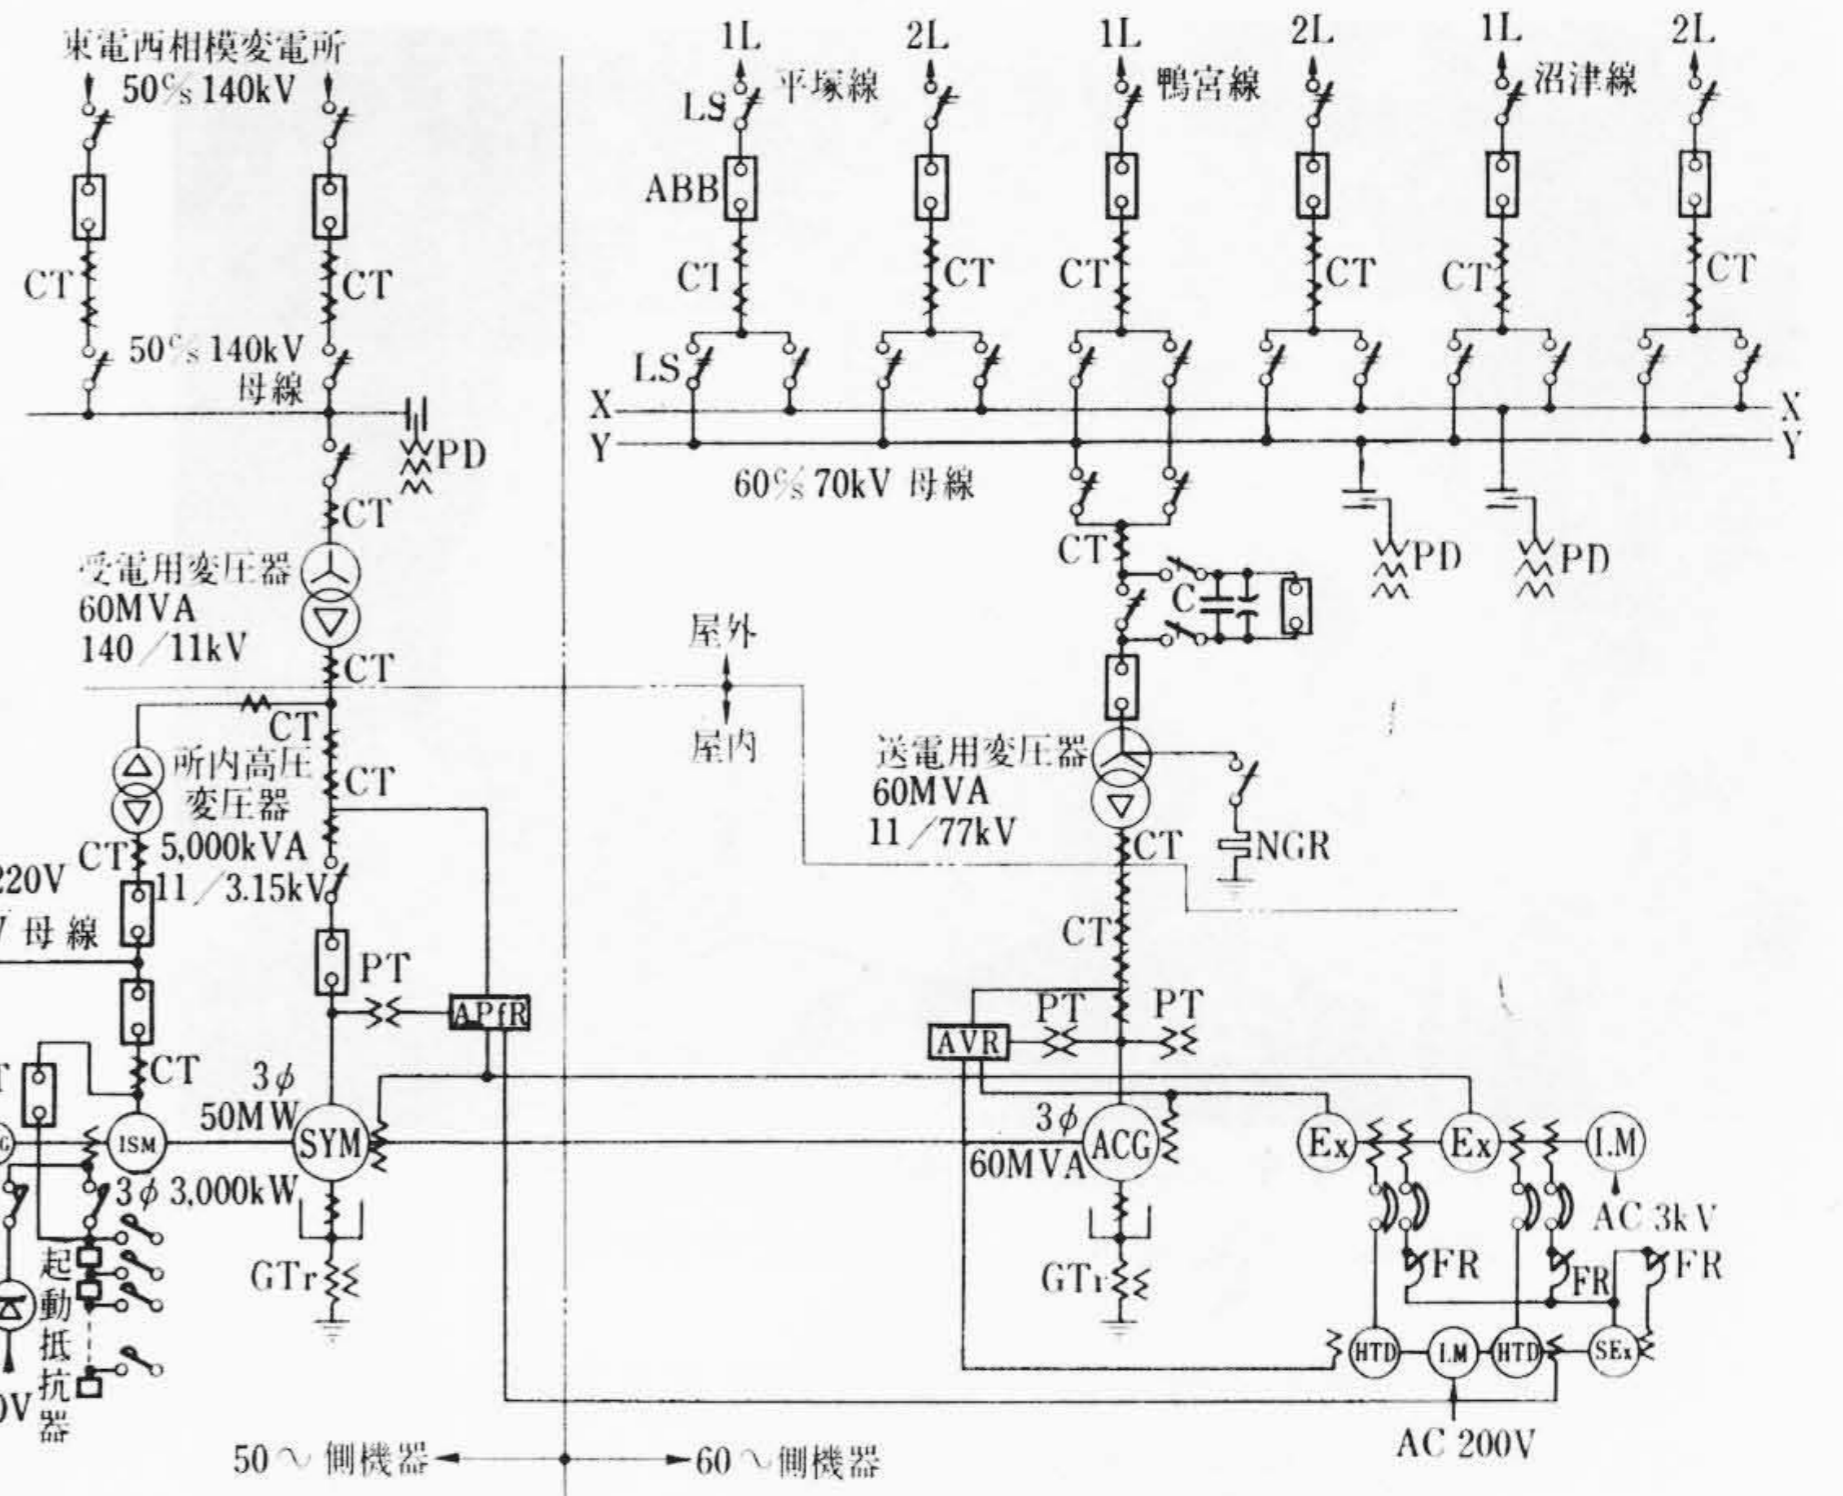 東電西相模変電所
50c/s 140kV
CT
CT
50c/s 140kV
母線
PD
CT
受電用変圧器
60MVA
140/11kV
CT
CT
所内高圧
変圧器
5,000kVA
11/3.15kV
CT
CT
220V
母線
PT
APfR
CT
3φ
50MW
ISM
SYM
3φ 3,000kW
GTr
起動抵抗器
50〜側機器
1L
平塚線
2L
1L
鴨宮線
2L
1L
沼津線
2L
LS
ABB
CT
CT
CT
CT
CT
CT
LS
X
X
Y
Y
60c/s 70kV 母線
CT
C
PD
PD
屋外
屋内
送電用変圧器
60MVA
11/77kV
CT
NGR
CT
PT
PT
AVR
3φ
60MVA
ACG
GTr
Ex
Ex
I.M
AC 3kV
FR
FR
FR
HTD
I.M
HTD
SEx
AC 200V
60〜側機器